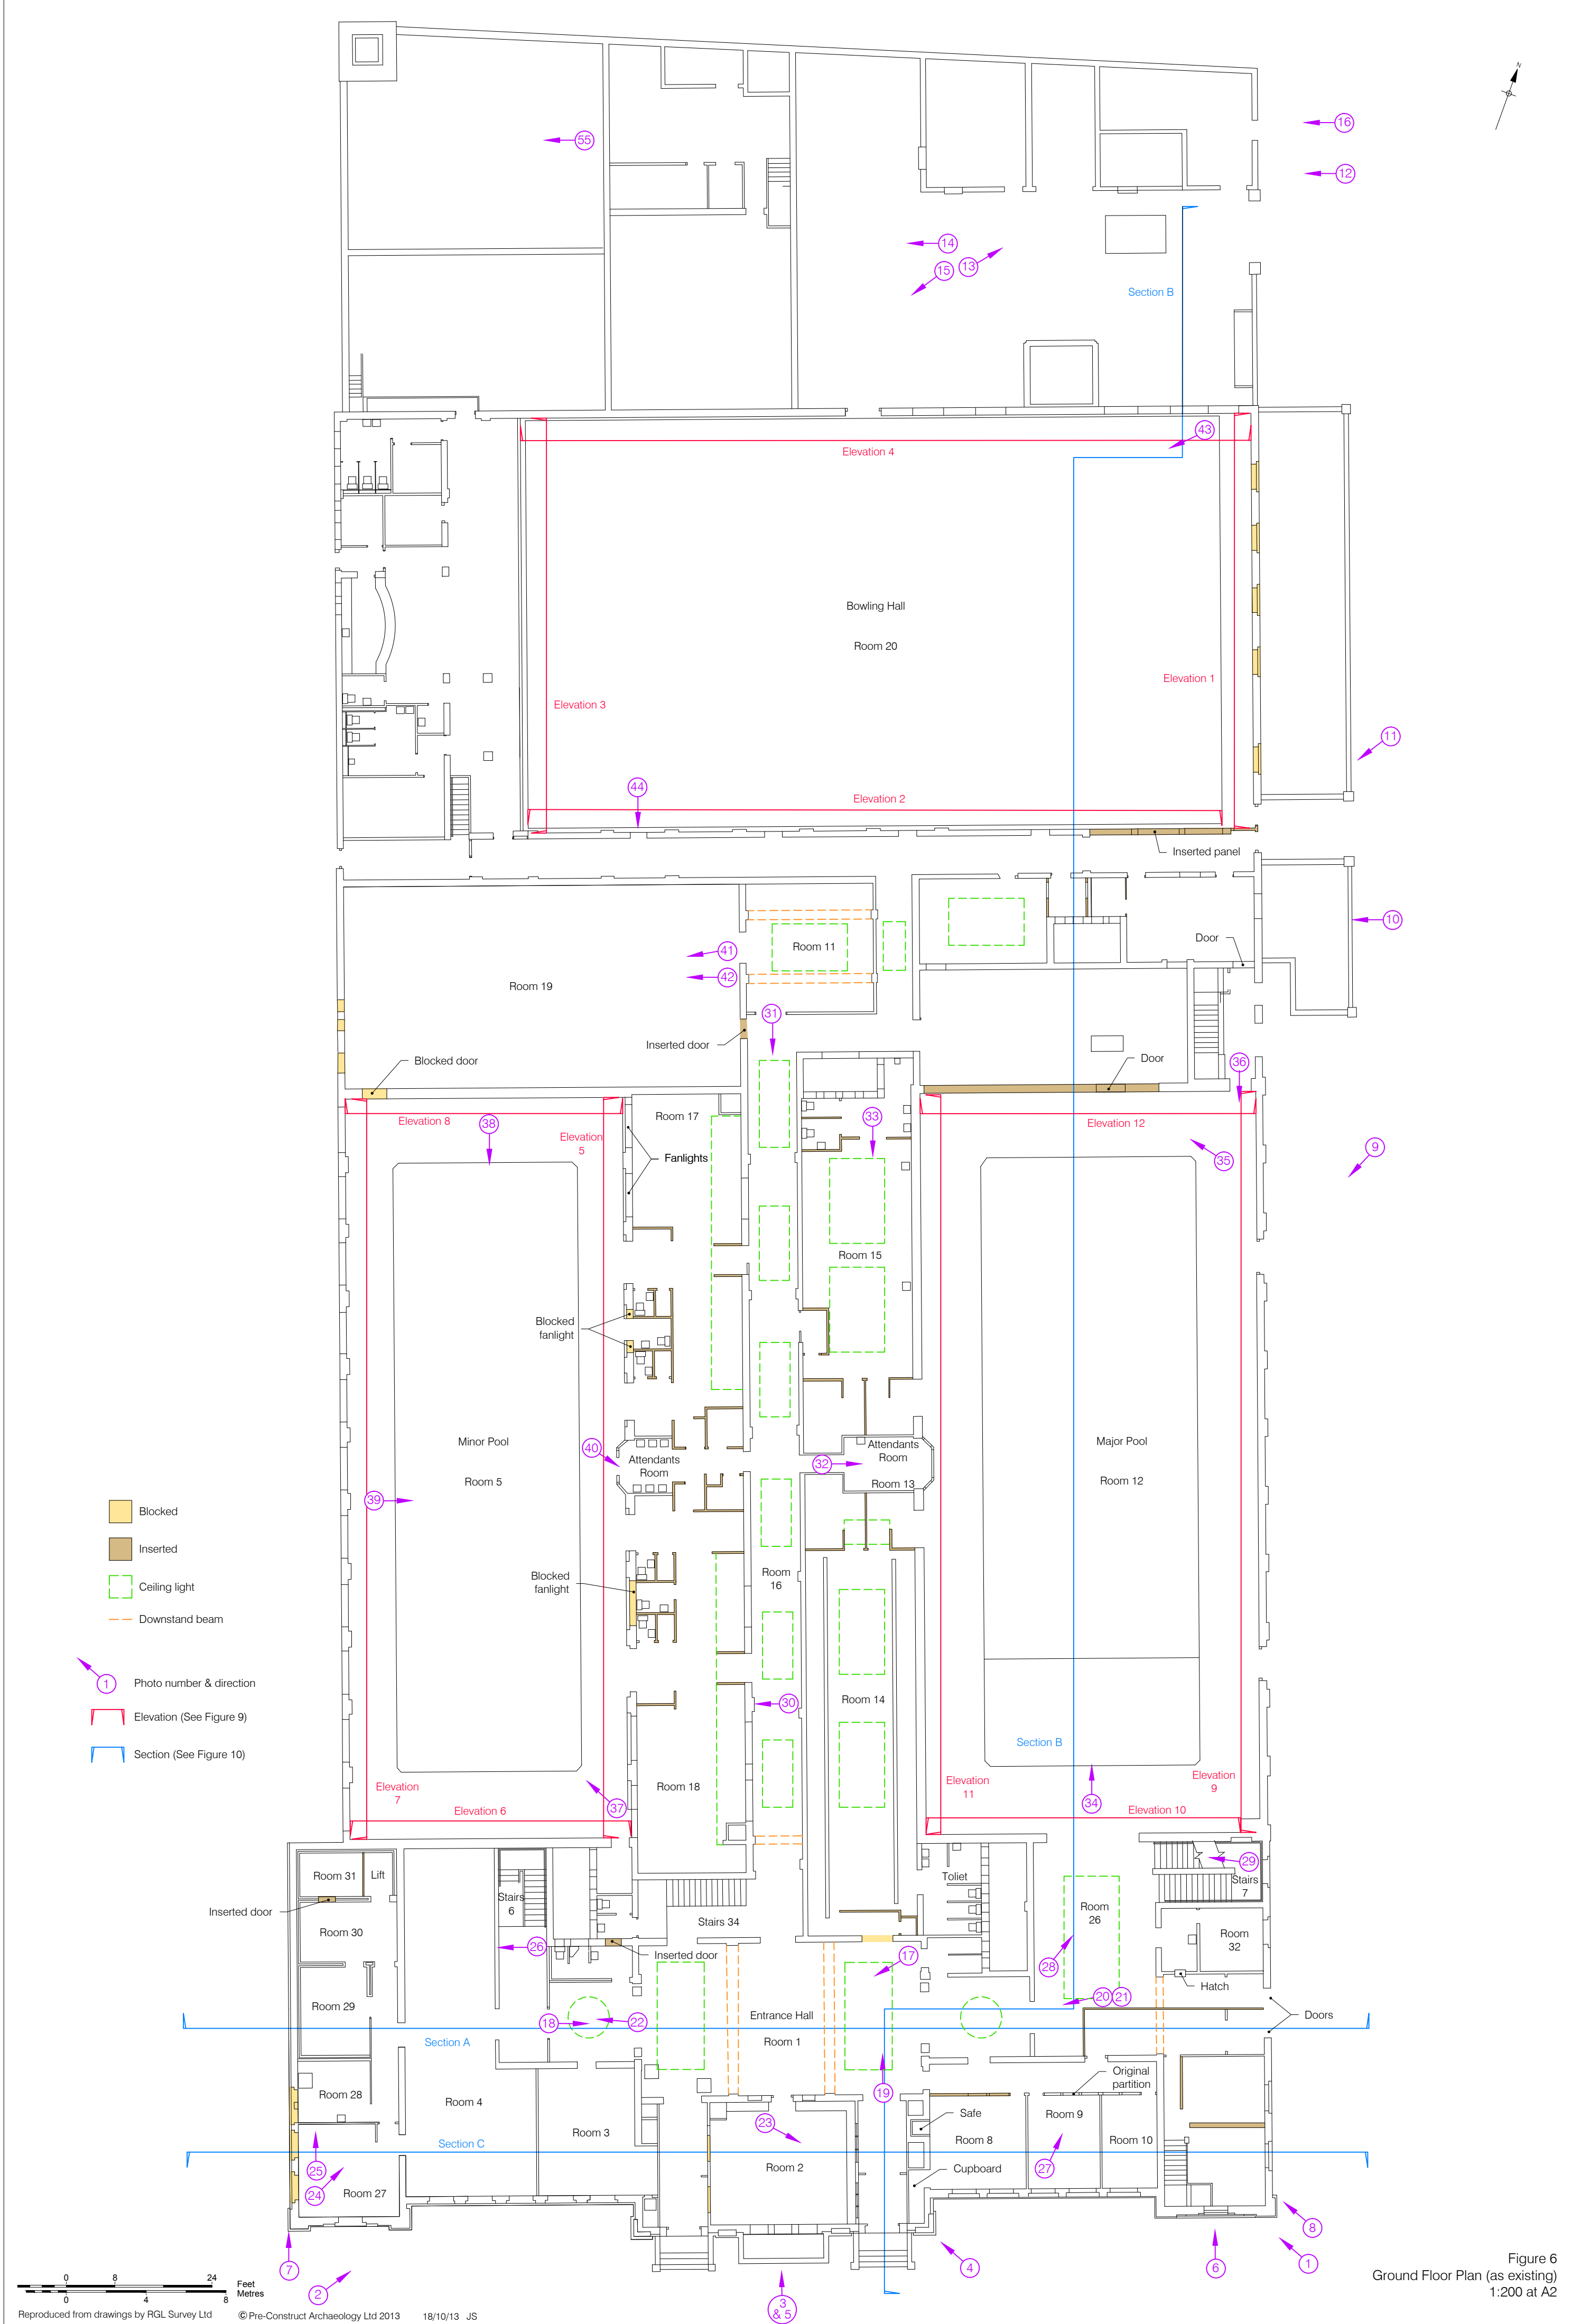 N
55
16
12
14
13
15
Section B
43
Elevation 4
Bowling Hall
Room 20
Elevation 1
Elevation 3
11
44
Elevation 2
Inserted panel
10
Door
41
Room 11
42
Room 19
31
Inserted door
Blocked door
Door
36
Room 17
33
Elevation 8
38
Elevation
5
Elevation 12
Fanlights
35
9
Room 15
Blocked
fanlight
Minor Pool
Room 5
40
Attendants
Room
32
Attendants
Room
Room 13
Major Pool
Room 12
39
Blocked
Inserted
Ceiling light
Downstand beam
Blocked
fanlight
Room
16
1
Photo number & direction
Elevation (See Figure 9)
Section (See Figure 10)
30
Room 14
Section B
Room 18
Elevation
7
Elevation 6
37
Elevation
11
34
Elevation
9
Elevation 10
Room 31
Lift
Stairs
6
Toliet
29
Stairs
7
Inserted door
Room 30
Stairs 34
Room
26
Room
32
26
Inserted door
17
28
Hatch
Room 29
18
22
Entrance Hall
Room 1
20
21
Doors
Section A
Room 28
Room 4
Room 3
19
Original
partition
Safe
Room 9
Room 8
Room 10
23
Section C
25
24
Room 27
Room 2
Cupboard
27
8
7
2
3
& 5
4
6
1
0
8
24
Feet
Metres
0
4
8
Reproduced from drawings by RGL Survey Ltd
© Pre-Construct Archaeology Ltd 2013
18/10/13 JS
Figure 6
Ground Floor Plan (as existing)
1:200 at A2